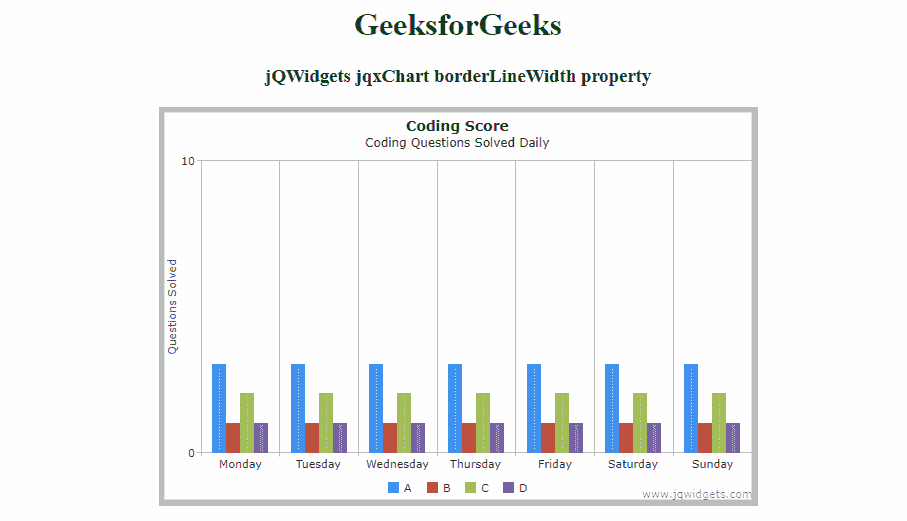 GeeksforGeeks
jQWidgets jqxChart borderLineWidth property
Coding Score
Coding Questions Solved Daily
10
Questions Solved
0
Monday Tuesday Wednesday Thursday Friday Saturday Sunday
A B C D
www.jqwidgets.com